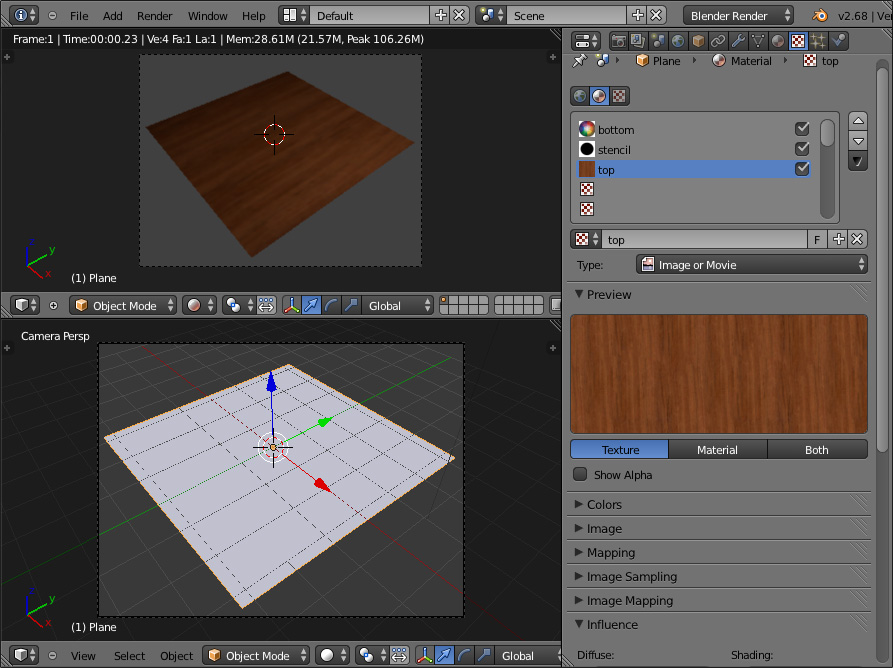 File Add Render Window Help Default Scene Blender Render v2.68
Frame:1 | Time:00:00.23 | Ve:4 Fa:1 La:1 | Mem:28.61M (21.57M, Peak 106.26M)
Plane Material top
bottom
stencil
top
top F
Type: Image or Movie
z y x
(1) Plane
Preview
Object Mode Global
Camera Persp
Texture Material Both
Show Alpha
Colors
Image
Mapping
Image Sampling
Image Mapping
Influence
z y x
(1) Plane
View Select Object Object Mode Global
Diffuse: Shading: